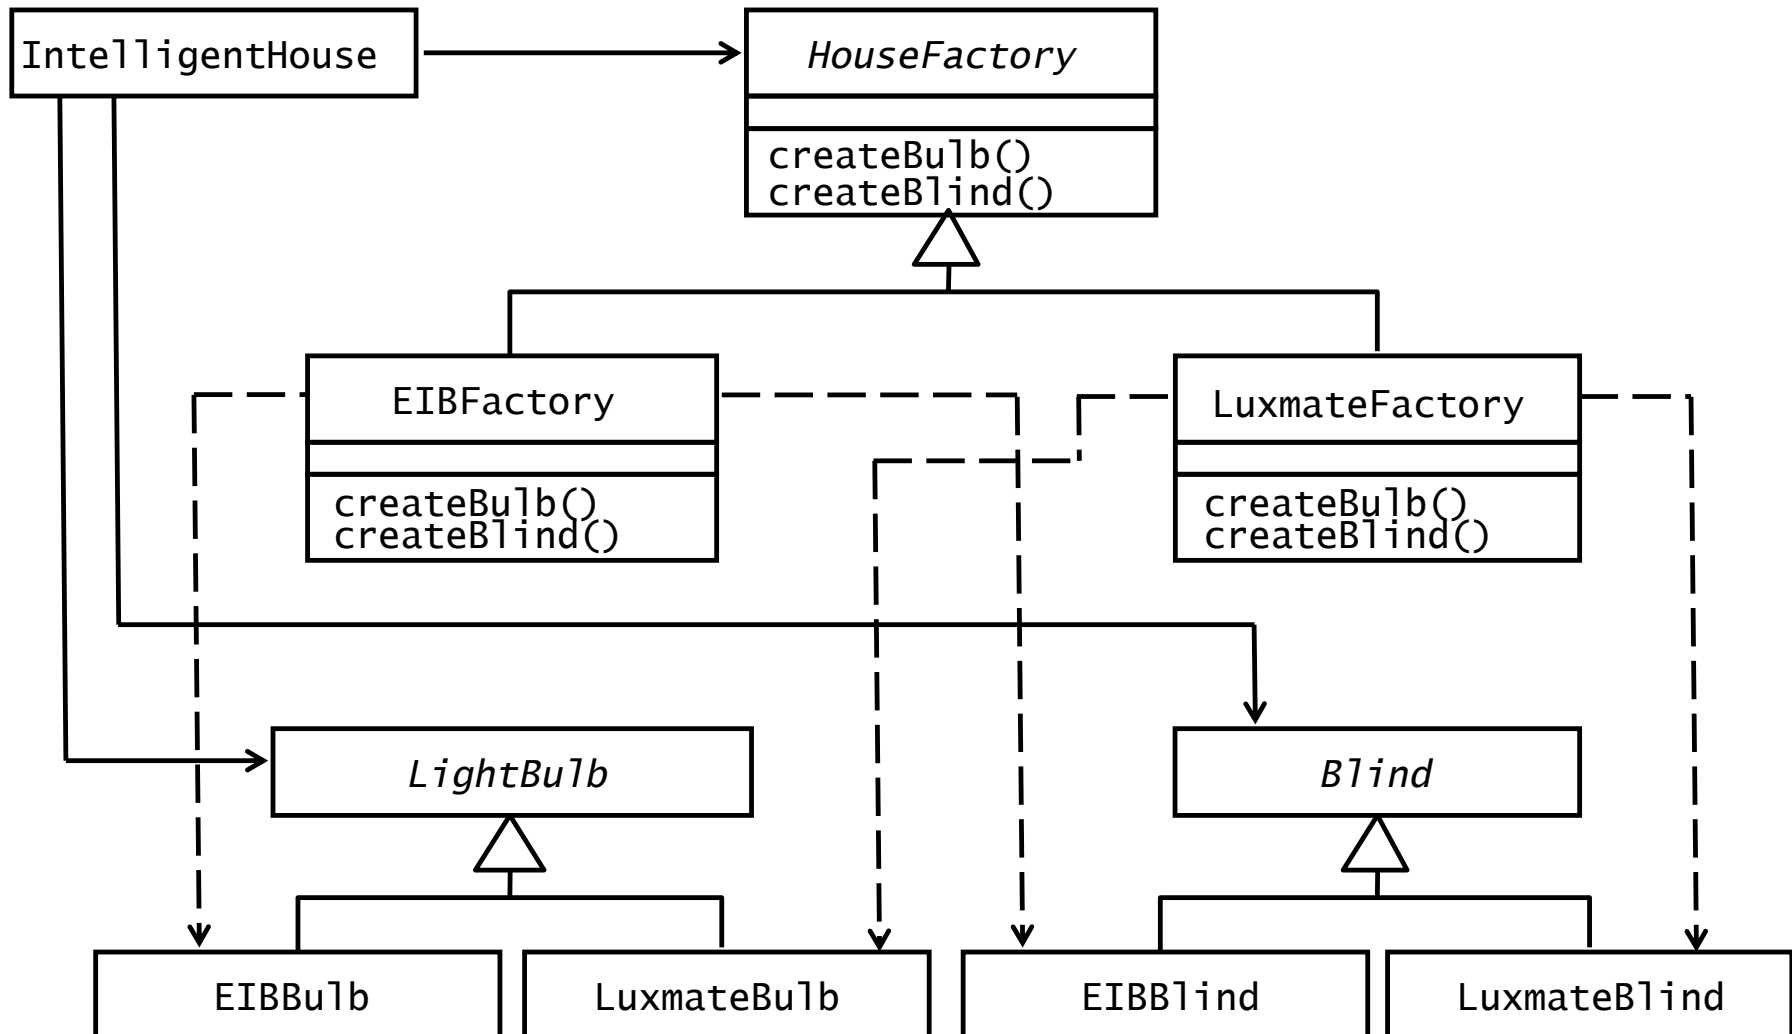 IntelligentHouse
HouseFactory
createBulb()
createBlind()
EIBFactory
createBulb()
createBlind()
LuxmateFactory
createBulb()
createBlind()
LightBulb
Blind
EIBBulb
LuxmateBulb
EIBBlind
LuxmateBlind